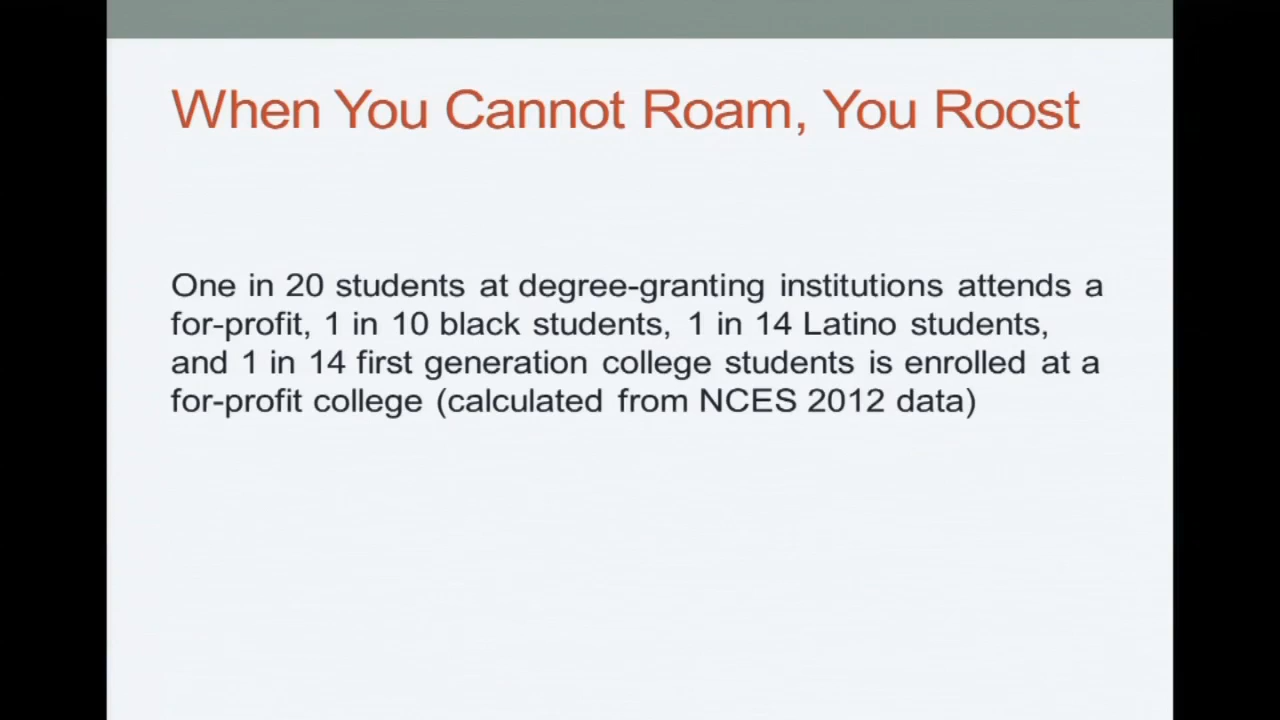 When You Cannot Roam, You Roost
One in 20 students at degree-granting institutions attends a
for-profit, 1 in 10 black students, 1 in 14 Latino students,
and 1 in 14 first generation college students is enrolled at a
for-profit college (calculated from NCES 2012 data)